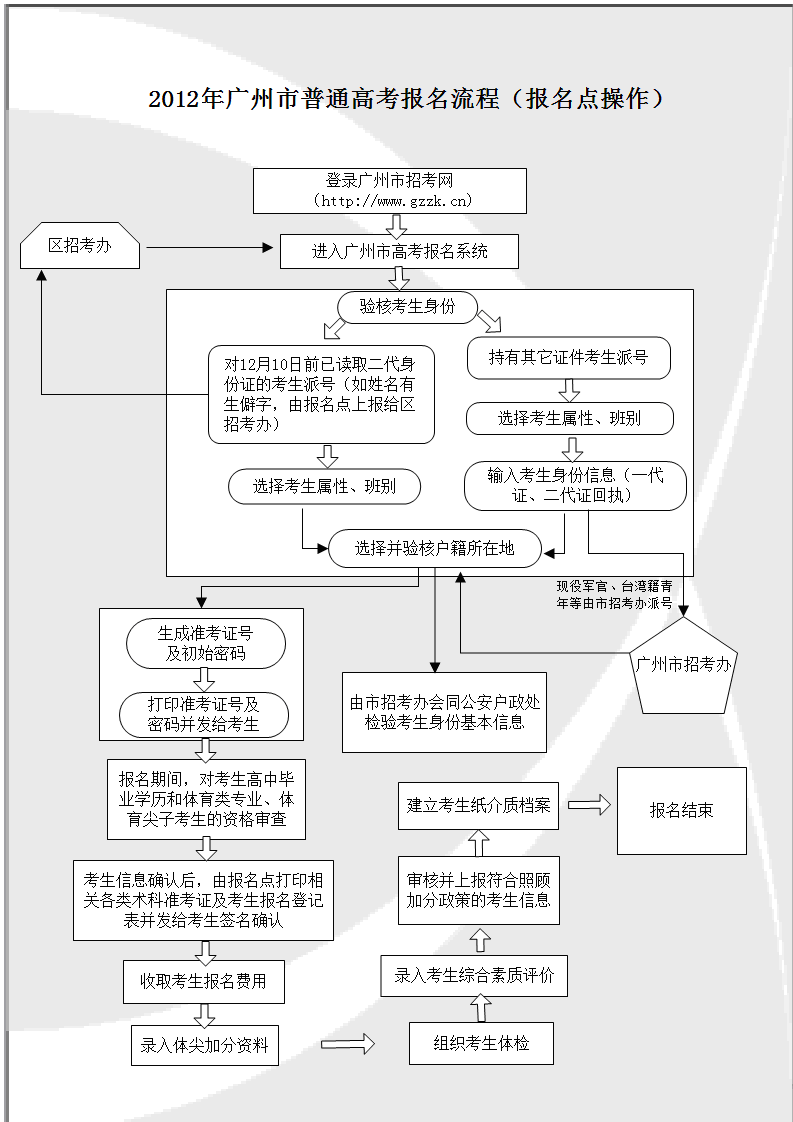 2012年广州市普通高考报名流程（报名点操作）
登录广州市招考网
（http://www.gzzk.cn）
区招考办
进入广州市高考报名系统
验核考生身份
对12月10日前已读取二代身
份证的考生派号（如姓名有
生僻字，由报名点上报给区
招考办）
选择考生属性、班别
持有其它证件考生派号
选择考生属性、班别
输入考生身份信息（一代
证、二代证回执）
选择并验核户籍所在地
现役军官、台湾籍青
年等由市招考办派号
广州市招考办
由市招考办会同公安户政处
检验考生身份基本信息
生成准考证号
及初始密码
打印准考证号及
密码并发给考生
报名期间，对考生高中毕
业学历和体育类专业、体
育尖子考生的资格审查
考生信息确认后，由报名点打印相
关各类术科准考证及考生报名登记
表并发给考生签名确认
收取考生报名费用
录入体尖加分资料
组织考生体检
录入考生综合素质评价
审核并上报符合照顾
加分政策的考生信息
建立考生纸介质档案
报名结束